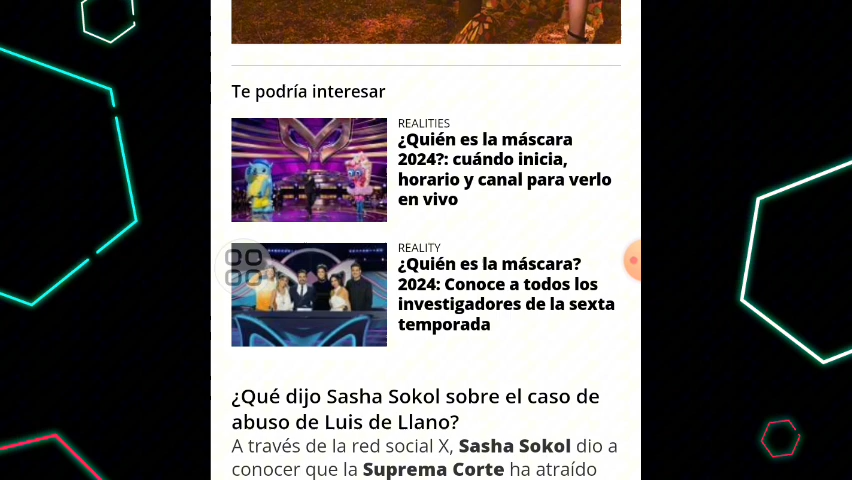 Te podría interesar
REALITIES
¿Quién es la máscara
2024?: cuándo inicia,
horario y canal para verlo
en vivo
REALITY
¿Quién es la máscara?
2024: Conoce a todos los
investigadores de la sexta
temporada
¿Qué dijo Sasha Sokol sobre el caso de
abuso de Luis de Llano?
A través de la red social X, Sasha Sokol dio a
conocer que la Suprema Corte ha atraído